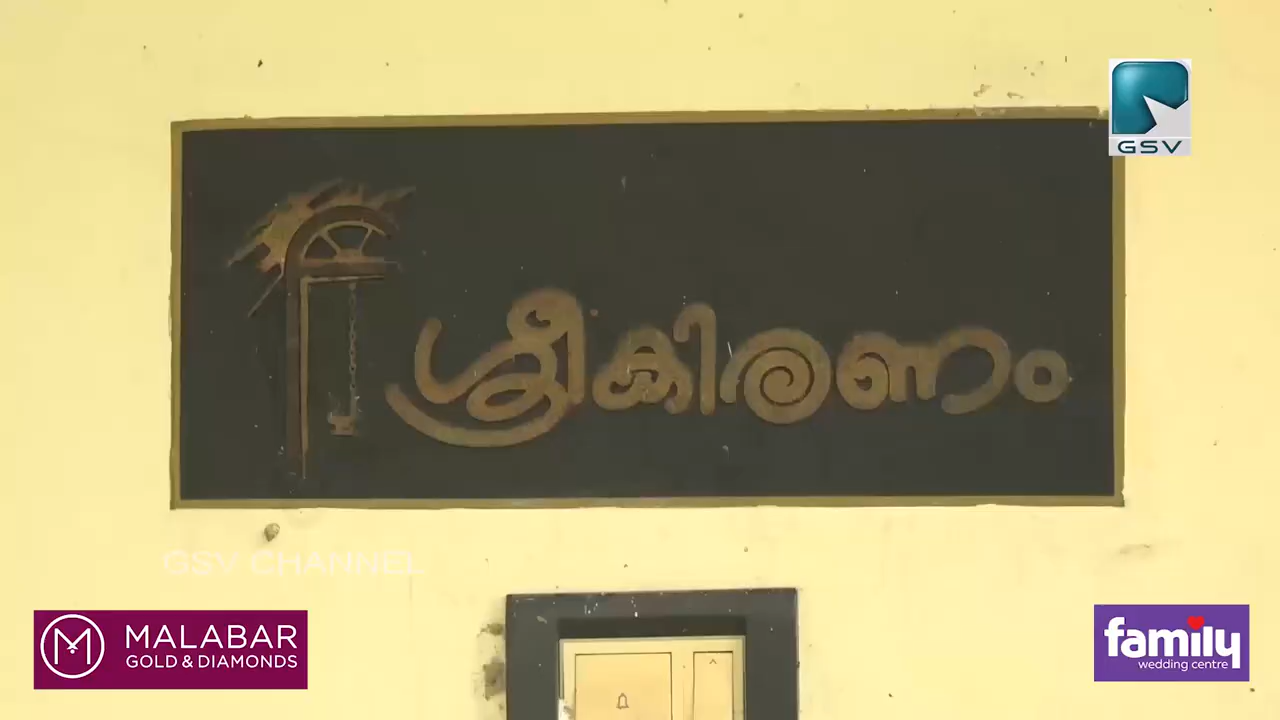 GSV
ശ്രീകിരണം
GSV CHANNEL
MALABAR
GOLD & DIAMONDS
family
wedding centre